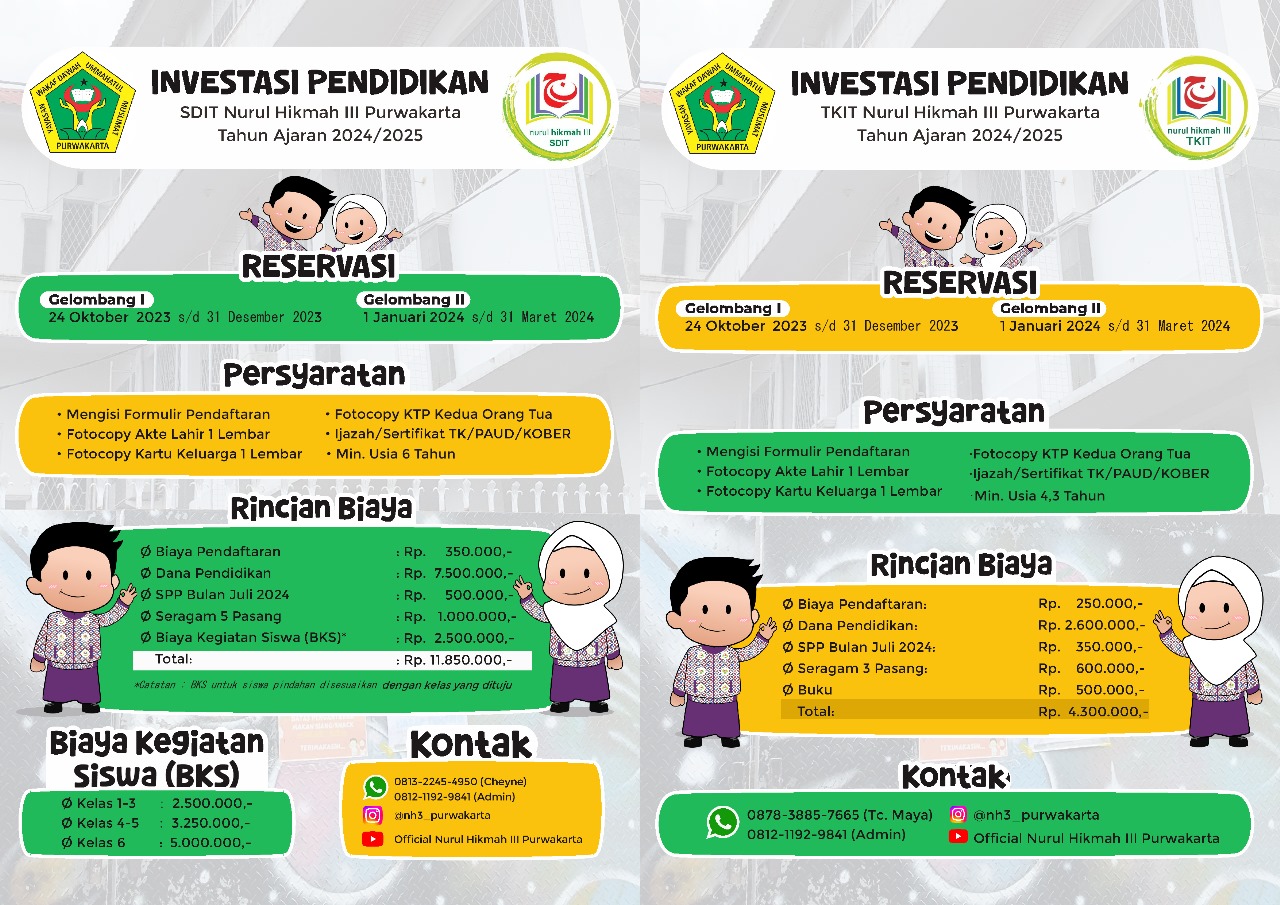 YAYASAN WAKAF DAWAH UMMAHATUL MUSLIMAT
PURWAKARTA
INVESTASI PENDIDIKAN
SDIT Nurul Hikmah III Purwakarta
Tahun Ajaran 2024/2025
nurul hikmah III
SDIT
RESERVASI
Gelombang I
24 Oktober 2023 s/d 31 Desember 2023
Gelombang II
1 Januari 2024 s/d 31 Maret 2024
Persyaratan
• Mengisi Formulir Pendaftaran
• Fotocopy Akte Lahir 1 Lembar
• Fotocopy Kartu Keluarga 1 Lembar
• Fotocopy KTP Kedua Orang Tua
• Ijazah/Sertifikat TK/PAUD/KOBER
• Min. Usia 6 Tahun
Rincian Biaya
Ø Biaya Pendaftaran : Rp. 350.000,-
Ø Dana Pendidikan : Rp. 7.500.000,-
Ø SPP Bulan Juli 2024 : Rp. 500.000,-
Ø Seragam 5 Pasang : Rp. 1.000.000,-
Ø Biaya Kegiatan Siswa (BKS)* : Rp. 2.500.000,-
Total: : Rp. 11.850.000,-
*Catatan : BKS untuk siswa pindahan disesuaikan dengan kelas yang dituju
Biaya Kegiatan
Siswa (BKS)
Ø Kelas 1-3 : 2.500.000,-
Ø Kelas 4-5 : 3.250.000,-
Ø Kelas 6 : 5.000.000,-
Kontak
0813-2245-4950 (Cheyne)
0812-1192-9841 (Admin)
@nh3_purwakarta
Official Nurul Hikmah III Purwakarta
YAYASAN WAKAF DAWAH UMMAHATUL MUSLIMAT
PURWAKARTA
INVESTASI PENDIDIKAN
TKIT Nurul Hikmah III Purwakarta
Tahun Ajaran 2024/2025
nurul hikmah III
TKIT
RESERVASI
Gelombang I
24 Oktober 2023 s/d 31 Desember 2023
Gelombang II
1 Januari 2024 s/d 31 Maret 2024
Persyaratan
• Mengisi Formulir Pendaftaran
• Fotocopy Akte Lahir 1 Lembar
• Fotocopy Kartu Keluarga 1 Lembar
·Fotocopy KTP Kedua Orang Tua
·Ijazah/Sertifikat TK/PAUD/KOBER
·Min. Usia 4,3 Tahun
Rincian Biaya
Ø Biaya Pendaftaran: Rp. 250.000,-
Ø Dana Pendidikan: Rp. 2.600.000,-
Ø SPP Bulan Juli 2024: Rp. 350.000,-
Ø Seragam 3 Pasang: Rp. 600.000,-
Ø Buku Rp. 500.000,-
Total: Rp. 4.300.000,-
Kontak
0878-3885-7665 (Tc. Maya)
0812-1192-9841 (Admin)
@nh3_purwakarta
Official Nurul Hikmah III Purwakarta